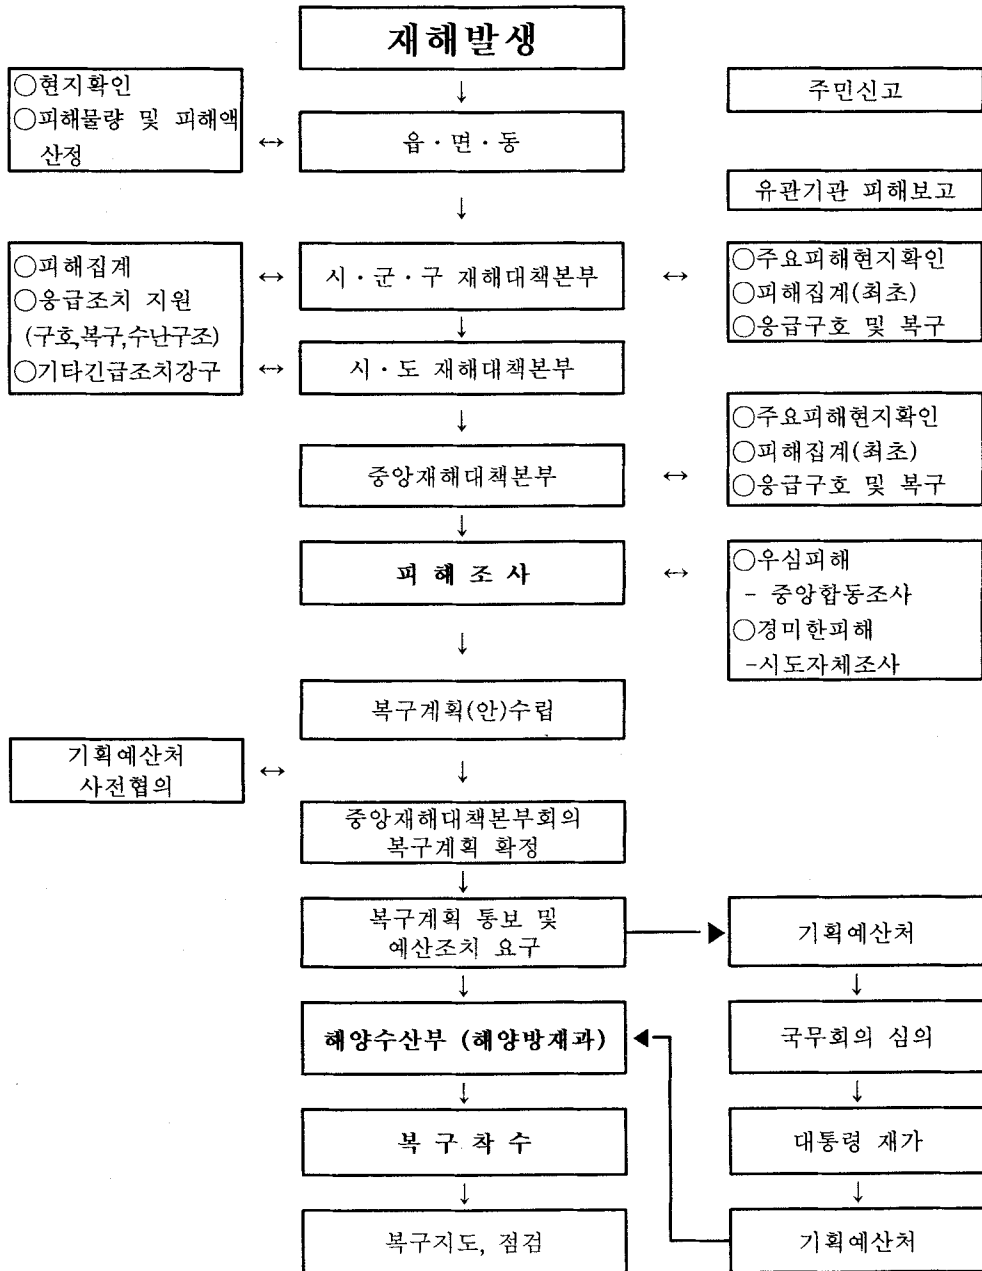 재해발생
○현지확인
○피해물량 및 피해액
산정
↔
읍·면·동
주민신고
유관기관 피해보고
○피해집계
○응급조치 지원
(구호,복구,수난구조)
○기타긴급조치강구
시·군·구 재해대책본부
○주요피해현지확인
○피해집계(최초)
○응급구호 및 복구
시·도 재해대책본부
중앙재해대책본부
○주요피해현지확인
○피해집계(최초)
○응급구호 및 복구
피 해 조 사
○우심피해
- 중앙합동조사
○경미한피해
-시도자체조사
복구계획(안)수립
기획예산처
사전협의
중앙재해대책본부회의
복구계획 확정
복구계획 통보 및
예산조치 요구
기획예산처
해양수산부 (해양방재과)
국무회의 심의
복 구 착 수
대통령 재가
복구지도, 점검
기획예산처